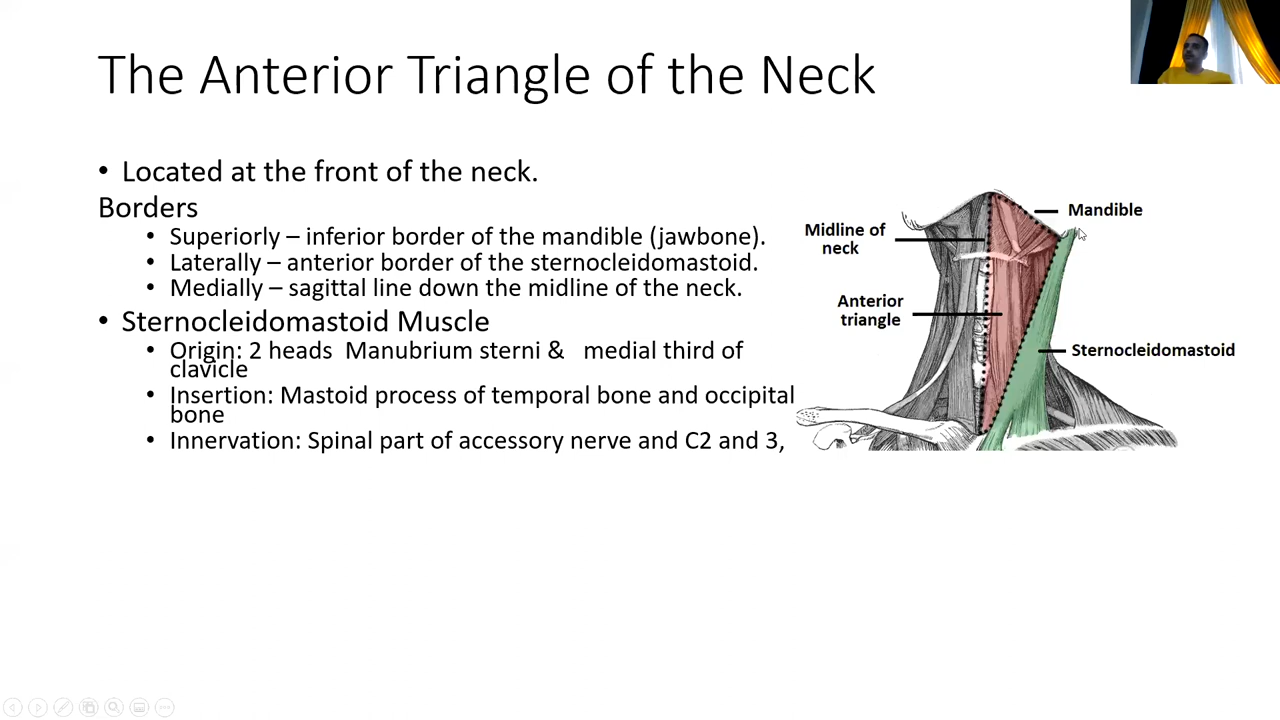 The Anterior Triangle of the Neck
• Located at the front of the neck.
Borders
• Superiorly – inferior border of the mandible (jawbone).
• Laterally – anterior border of the sternocleidomastoid.
• Medially – sagittal line down the midline of the neck.
• Sternocleidomastoid Muscle
• Origin: 2 heads Manubrium sterni & medial third of
clavicle
• Insertion: Mastoid process of temporal bone and occipital
bone
• Innervation: Spinal part of accessory nerve and C2 and 3,
Mandible
Midline of
neck
Anterior
triangle
Sternocleidomastoid